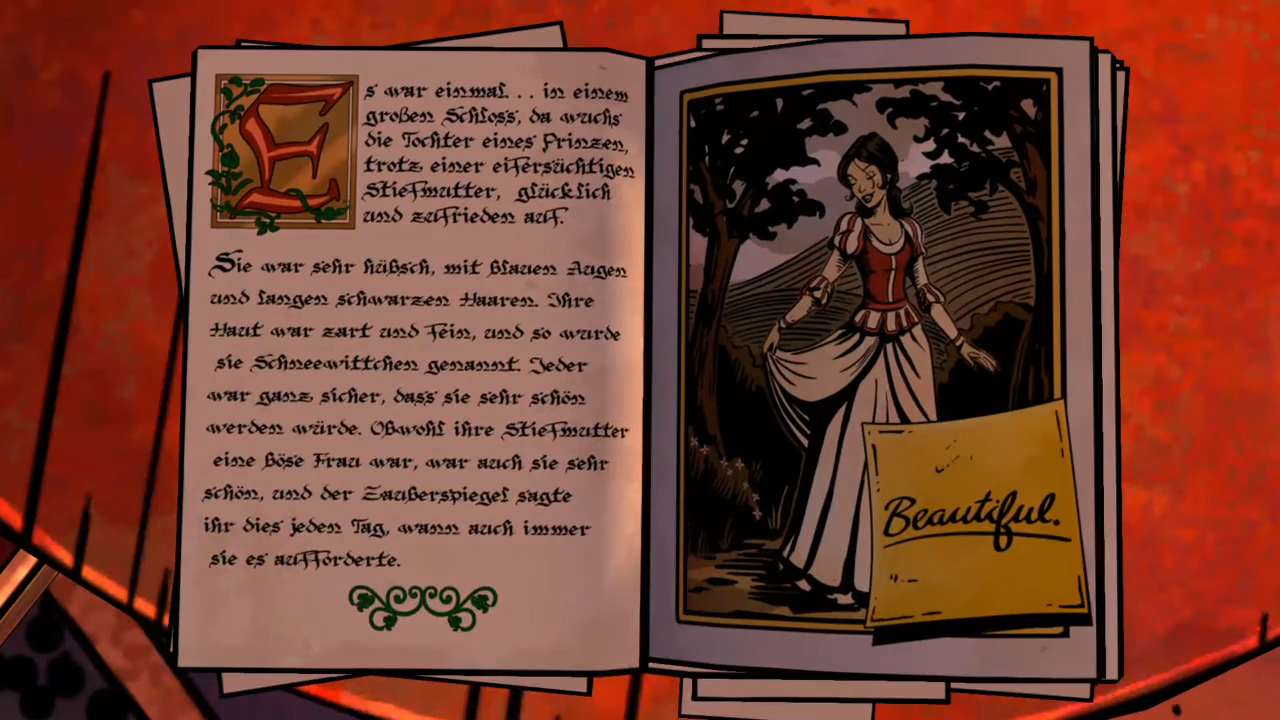 Es war einmal... in einem
großen Schloss, da wuchs
die Tochter eines Prinzen,
trotz einer eifersüchtigen
Stiefmutter, glücklich
und zufrieden auf.
Sie war sehr hübsch, mit blauen Augen
und langen schwarzen Haaren. Ihre
Haut war zart und fein, und so wurde
sie Schneewittchen genannt. Jeder
war ganz sicher, dass sie sehr schön
werden würde. Obwohl ihre Stiefmutter
eine böse Frau war, war auch sie sehr
schön, und der Zauberspiegel sagte
ihr dies jeden Tag, wann auch immer
sie es aufforderte.
Beautiful.